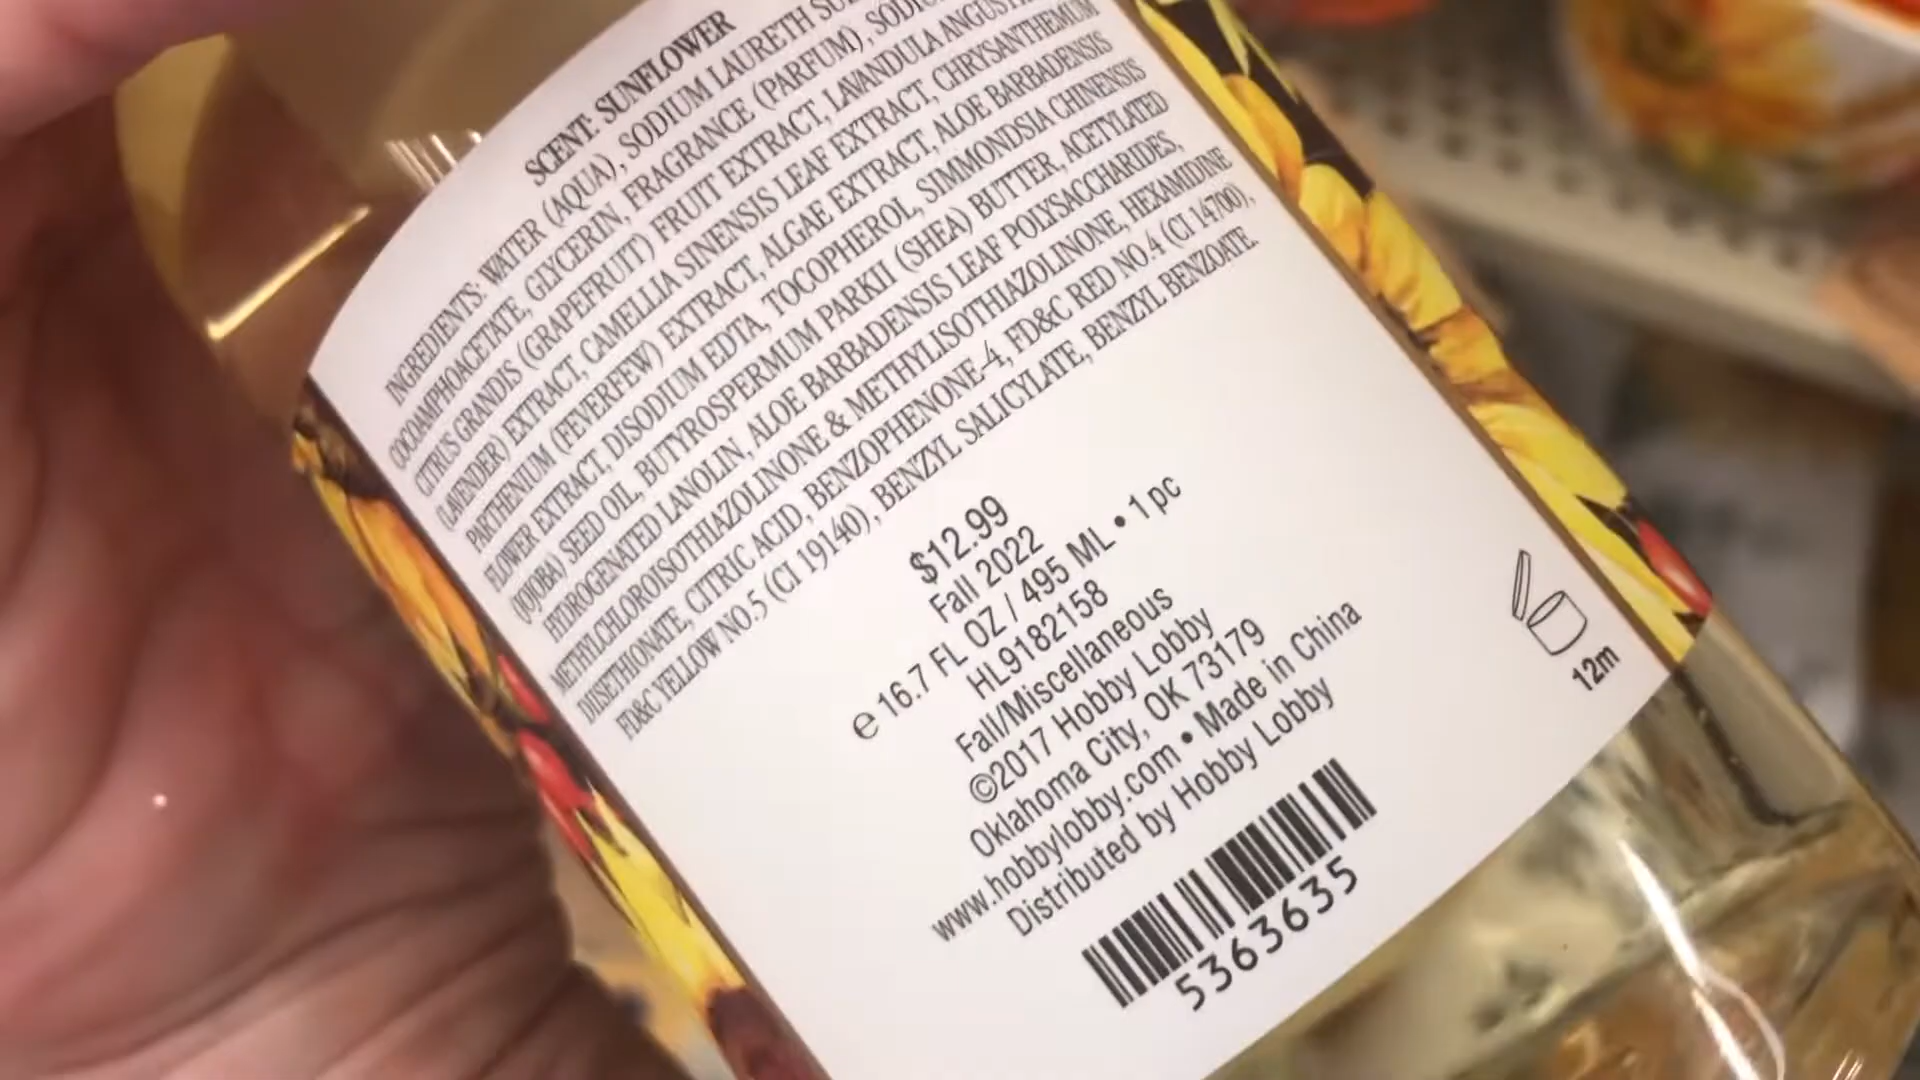 SCENT: SUNFLOWER
INGREDIENTS: WATER (AQUA), SODIUM LAURETH
COCOAMPHOACETATE, GLYCERIN, FRAGRANCE (PARFUM),
CITRUS GRANDIS (GRAPEFRUIT) FRUIT EXTRACT, LAVANDULA
(LAVENDER) EXTRACT, CAMELLIA SINENSIS LEAF EXTRACT, CHRYSANTHEMUM
PARTHENIUM (FEVERFEW) EXTRACT, ALGAE EXTRACT, ALOE BARBADENSIS
FLOWER EXTRACT, DISODIUM EDTA, TOCOPHEROL, SIMMONDSIA CHINENSIS
(JOJOBA) SEED OIL, BUTYROSPERMUM PARKII (SHEA) BUTTER, ACETYLATED
HYDROGENATED LANOLIN, ALOE BARBADENSIS LEAF POLYSACCHARIDES,
METHYLCHLOROISOTHIAZOLINONE & METHYLISOTHIAZOLINONE, HEXAMIDINE
DIISETHIONATE, CITRIC ACID, BENZOPHENONE-4, FD&C RED NO.4 (CI 14700),
FD&C YELLOW NO.5 (CI 19140), BENZYL SALICYLATE, BENZYL BENZOATE.
$12.99
Fall 2022
℮ 16.7 FL OZ / 495 ML • 1 pc
HL9182158
Fall/Miscellaneous
©2017 Hobby Lobby
Oklahoma City, OK 73179
www.hobbylobby.com • Made in China
Distributed by Hobby Lobby
5363635
12m